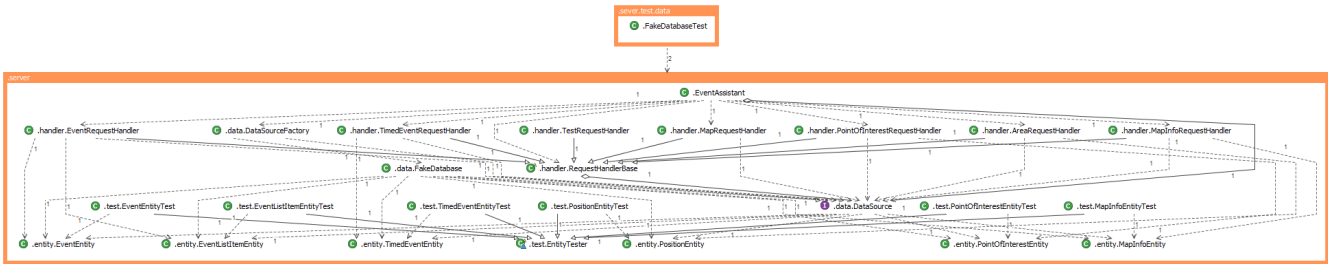 .sever.test.data
.FakeDatabaseTest
2
.server
.EventAssistant
.handler.EventRequestHandler
.data.DataSourceFactory
.handler.TimedEventRequestHandler
.handler.TestRequestHandler
.handler.MapRequestHandler
.handler.PointOfInterestRequestHandler
.handler.AreaRequestHandler
.handler.MapInfoRequestHandler
.data.FakeDatabase
.handler.RequestHandlerBase
.test.EventEntityTest
.test.EventListItemEntityTest
.test.TimedEventEntityTest
.test.PositionEntityTest
.data.DataSource
.test.PointOfInterestEntityTest
.test.MapInfoEntityTest
.entity.EventEntity
.entity.EventListItemEntity
.entity.TimedEventEntity
.test.EntityTester
.entity.PositionEntity
.entity.PointOfInterestEntity
.entity.MapInfoEntity